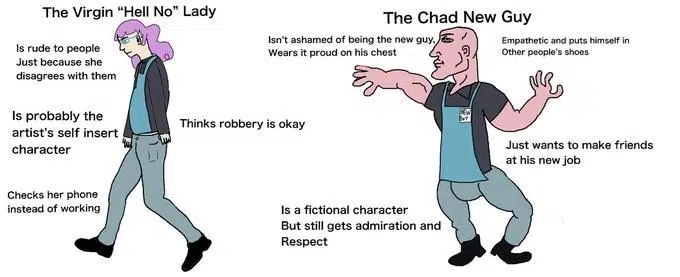 The Virgin “Hell No” Lady
Is rude to people
Just because she
disagrees with them
Is probably the
artist's self insert
character
Thinks robbery is okay
Checks her phone
instead of working
The Chad New Guy
Isn't ashamed of being the new guy,
Wears it proud on his chest
Empathetic and puts himself in
Other people's shoes
NEW
GUY
Just wants to make friends
at his new job
Is a fictional character
But still gets admiration and
Respect